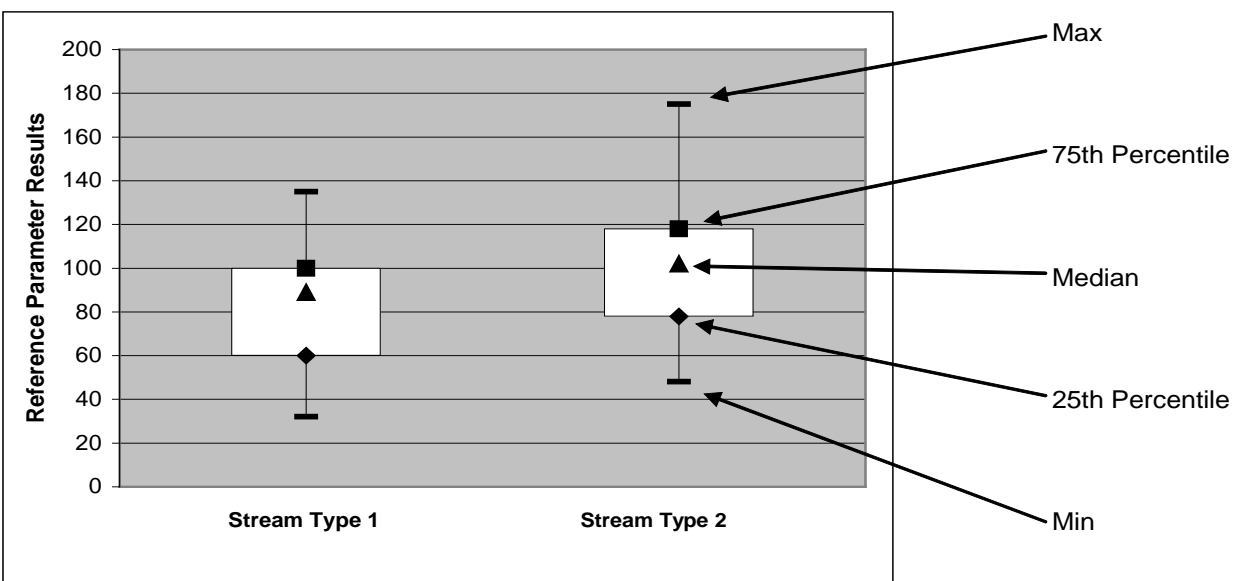 Max
200
180
160
140
120
100
80
60
40
20
0
Reference Parameter Results
75th Percentile
Median
25th Percentile
Min
Stream Type 1
Stream Type 2